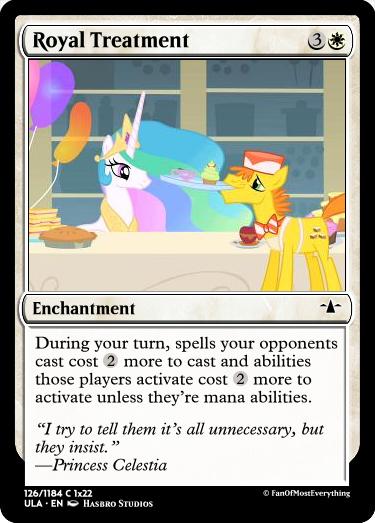 Royal Treatment 3
Enchantment
During your turn, spells your opponents
cast cost 2 more to cast and abilities
those players activate cost 2 more to
activate unless they're mana abilities.
"I try to tell them it's all unnecessary, but
they insist."
—Princess Celestia
126/1184 C 1x22
ULA • EN Hasbro Studios
© FanOfMostEverything